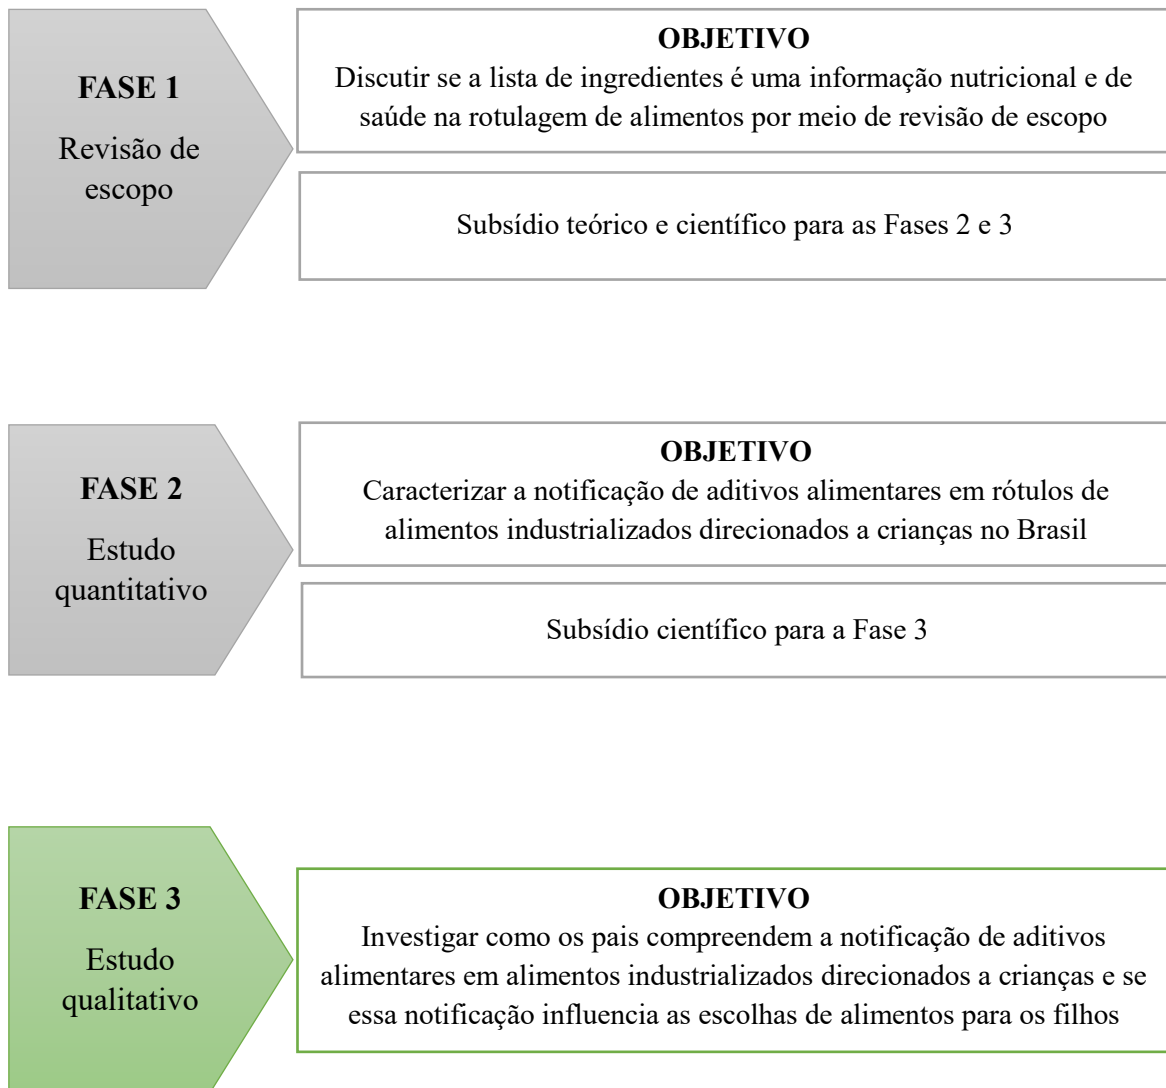 FASE 1
Revisão de
escopo
OBJETIVO
Discutir se a lista de ingredientes é uma informação nutricional e de
saúde na rotulagem de alimentos por meio de revisão de escopo
Subsídio teórico e científico para as Fases 2 e 3
FASE 2
Estudo
quantitativo
OBJETIVO
Caracterizar a notificação de aditivos alimentares em rótulos de
alimentos industrializados direcionados a crianças no Brasil
Subsídio científico para a Fase 3
FASE 3
Estudo
qualitativo
OBJETIVO
Investigar como os pais compreendem a notificação de aditivos
alimentares em alimentos industrializados direcionados a crianças e se
essa notificação influencia as escolhas de alimentos para os filhos